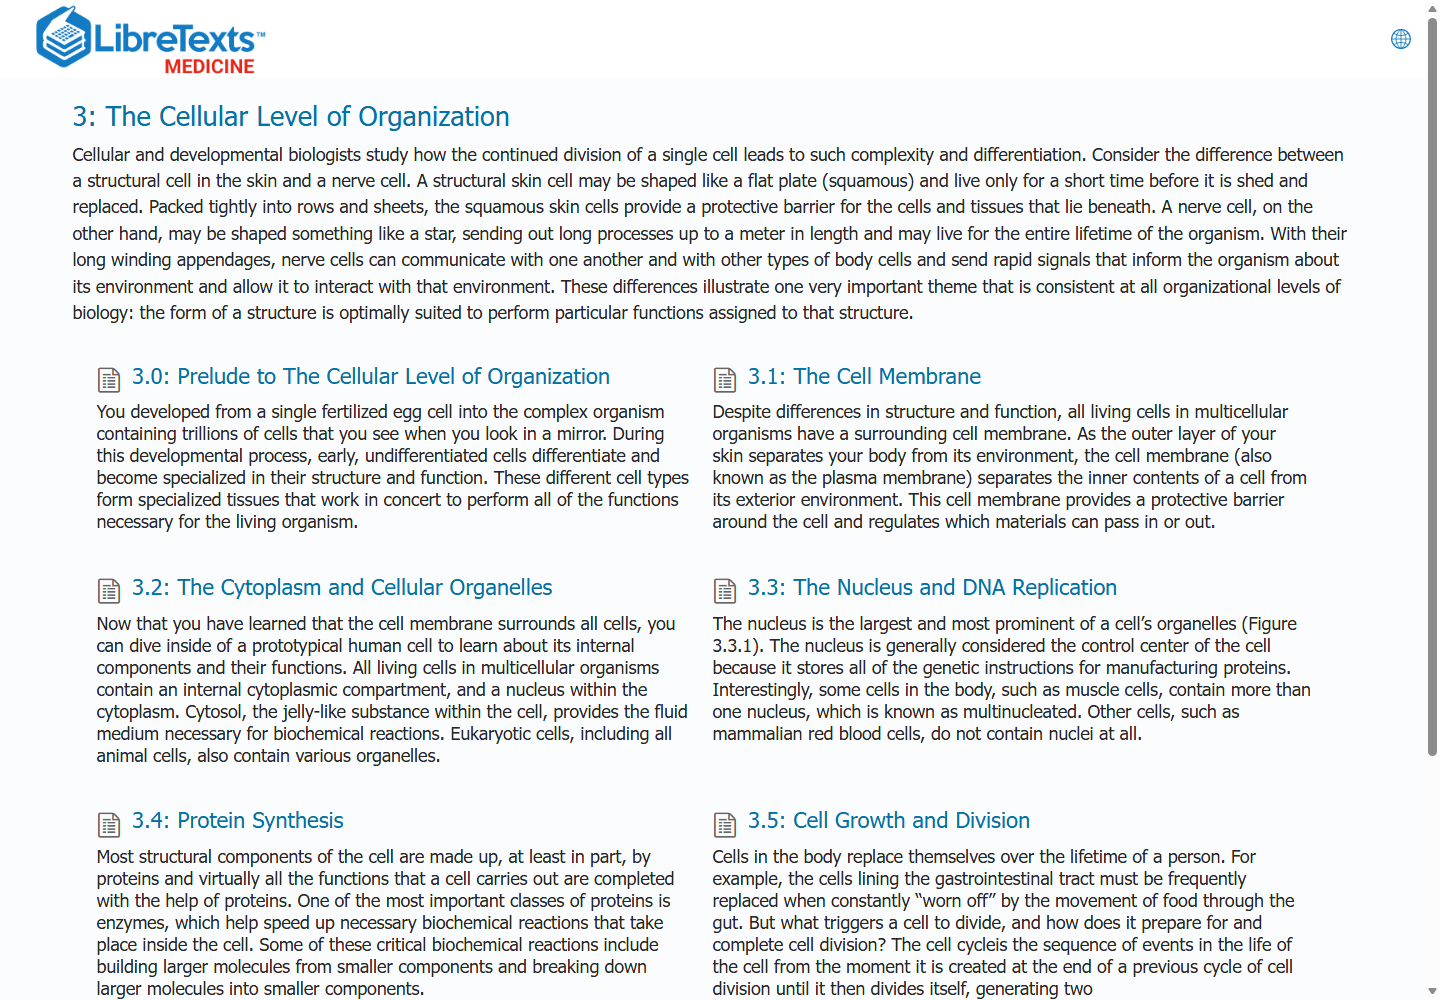 LibreTexts™
MEDICINE
3: The Cellular Level of Organization
Cellular and developmental biologists study how the continued division of a single cell leads to such complexity and differentiation. Consider the difference between
a structural cell in the skin and a nerve cell. A structural skin cell may be shaped like a flat plate (squamous) and live only for a short time before it is shed and
replaced. Packed tightly into rows and sheets, the squamous skin cells provide a protective barrier for the cells and tissues that lie beneath. A nerve cell, on the
other hand, may be shaped something like a star, sending out long processes up to a meter in length and may live for the entire lifetime of the organism. With their
long winding appendages, nerve cells can communicate with one another and with other types of body cells and send rapid signals that inform the organism about
its environment and allow it to interact with that environment. These differences illustrate one very important theme that is consistent at all organizational levels of
biology: the form of a structure is optimally suited to perform particular functions assigned to that structure.
3.0: Prelude to The Cellular Level of Organization
You developed from a single fertilized egg cell into the complex organism
containing trillions of cells that you see when you look in a mirror. During
this developmental process, early, undifferentiated cells differentiate and
become specialized in their structure and function. These different cell types
form specialized tissues that work in concert to perform all of the functions
necessary for the living organism.
3.1: The Cell Membrane
Despite differences in structure and function, all living cells in multicellular
organisms have a surrounding cell membrane. As the outer layer of your
skin separates your body from its environment, the cell membrane (also
known as the plasma membrane) separates the inner contents of a cell from
its exterior environment. This cell membrane provides a protective barrier
around the cell and regulates which materials can pass in or out.
3.2: The Cytoplasm and Cellular Organelles
Now that you have learned that the cell membrane surrounds all cells, you
can dive inside of a prototypical human cell to learn about its internal
components and their functions. All living cells in multicellular organisms
contain an internal cytoplasmic compartment, and a nucleus within the
cytoplasm. Cytosol, the jelly-like substance within the cell, provides the fluid
medium necessary for biochemical reactions. Eukaryotic cells, including all
animal cells, also contain various organelles.
3.3: The Nucleus and DNA Replication
The nucleus is the largest and most prominent of a cell’s organelles (Figure
3.3.1). The nucleus is generally considered the control center of the cell
because it stores all of the genetic instructions for manufacturing proteins.
Interestingly, some cells in the body, such as muscle cells, contain more than
one nucleus, which is known as multinucleated. Other cells, such as
mammalian red blood cells, do not contain nuclei at all.
3.4: Protein Synthesis
Most structural components of the cell are made up, at least in part, by
proteins and virtually all the functions that a cell carries out are completed
with the help of proteins. One of the most important classes of proteins is
enzymes, which help speed up necessary biochemical reactions that take
place inside the cell. Some of these critical biochemical reactions include
building larger molecules from smaller components and breaking down
larger molecules into smaller components.
3.5: Cell Growth and Division
Cells in the body replace themselves over the lifetime of a person. For
example, the cells lining the gastrointestinal tract must be frequently
replaced when constantly “worn off” by the movement of food through the
gut. But what triggers a cell to divide, and how does it prepare for and
complete cell division? The cell cycleis the sequence of events in the life of
the cell from the moment it is created at the end of a previous cycle of cell
division until it then divides itself, generating two